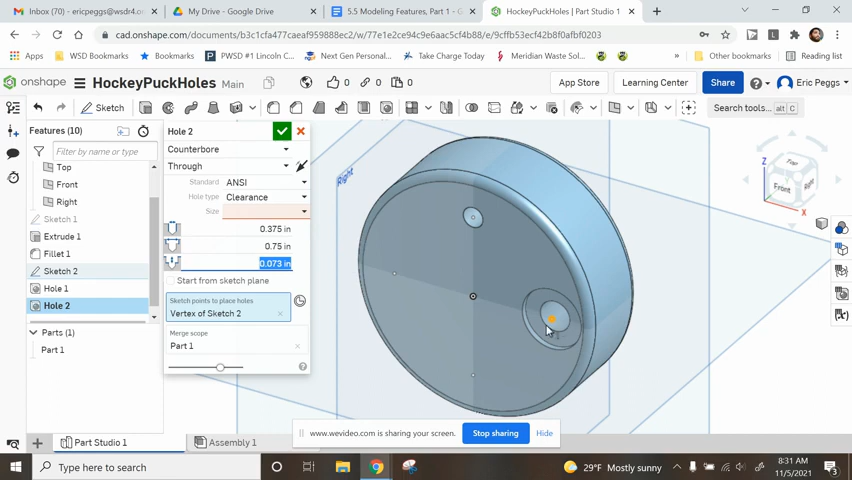 Inbox (70) - ericpeggs@wsdr4.or
My Drive - Google Drive
5.5 Modeling Features, Part 1 - G
HockeyPuckHoles | Part Studio 1
cad.onshape.com/documents/b3c1cfa477caef959888ec2/w/77e1e2ce94c9e6aac5cf4b88/e/9cffb53ecf42b1808f0afbf0203
Apps
WSD Bookmarks
Bookmarks
PWSD #1 Lincoln C...
Next Gen Personal...
Take Charge Today
Meridian Waste Sol...
»
Other bookmarks
Reading list
onshape
HockeyPuckHoles
Main
0
0
0
App Store
Learning Center
Share
Eric Peggs
Sketch
Search tools...
alt C
Features (10)
Filter by name or type
Top
Front
Right
Sketch 1
Extrude 1
Fillet 1
Sketch 2
Hole 1
Hole 2
Parts (1)
Part 1
Hole 2
Counterbore
Through
Standard
ANSI
Hole type
Clearance
Size
0.375 in
0.75 in
0.073 in
Start from sketch plane
Sketch points to place holes
Vertex of Sketch 2
Merge scope
Part 1
Right
Z
Top
Front
Right
X
www.wevideo.com is sharing your screen.
Stop sharing
Hide
Part Studio 1
Assembly 1
Type here to search
29°F Mostly sunny
8:31 AM
11/5/2021
3